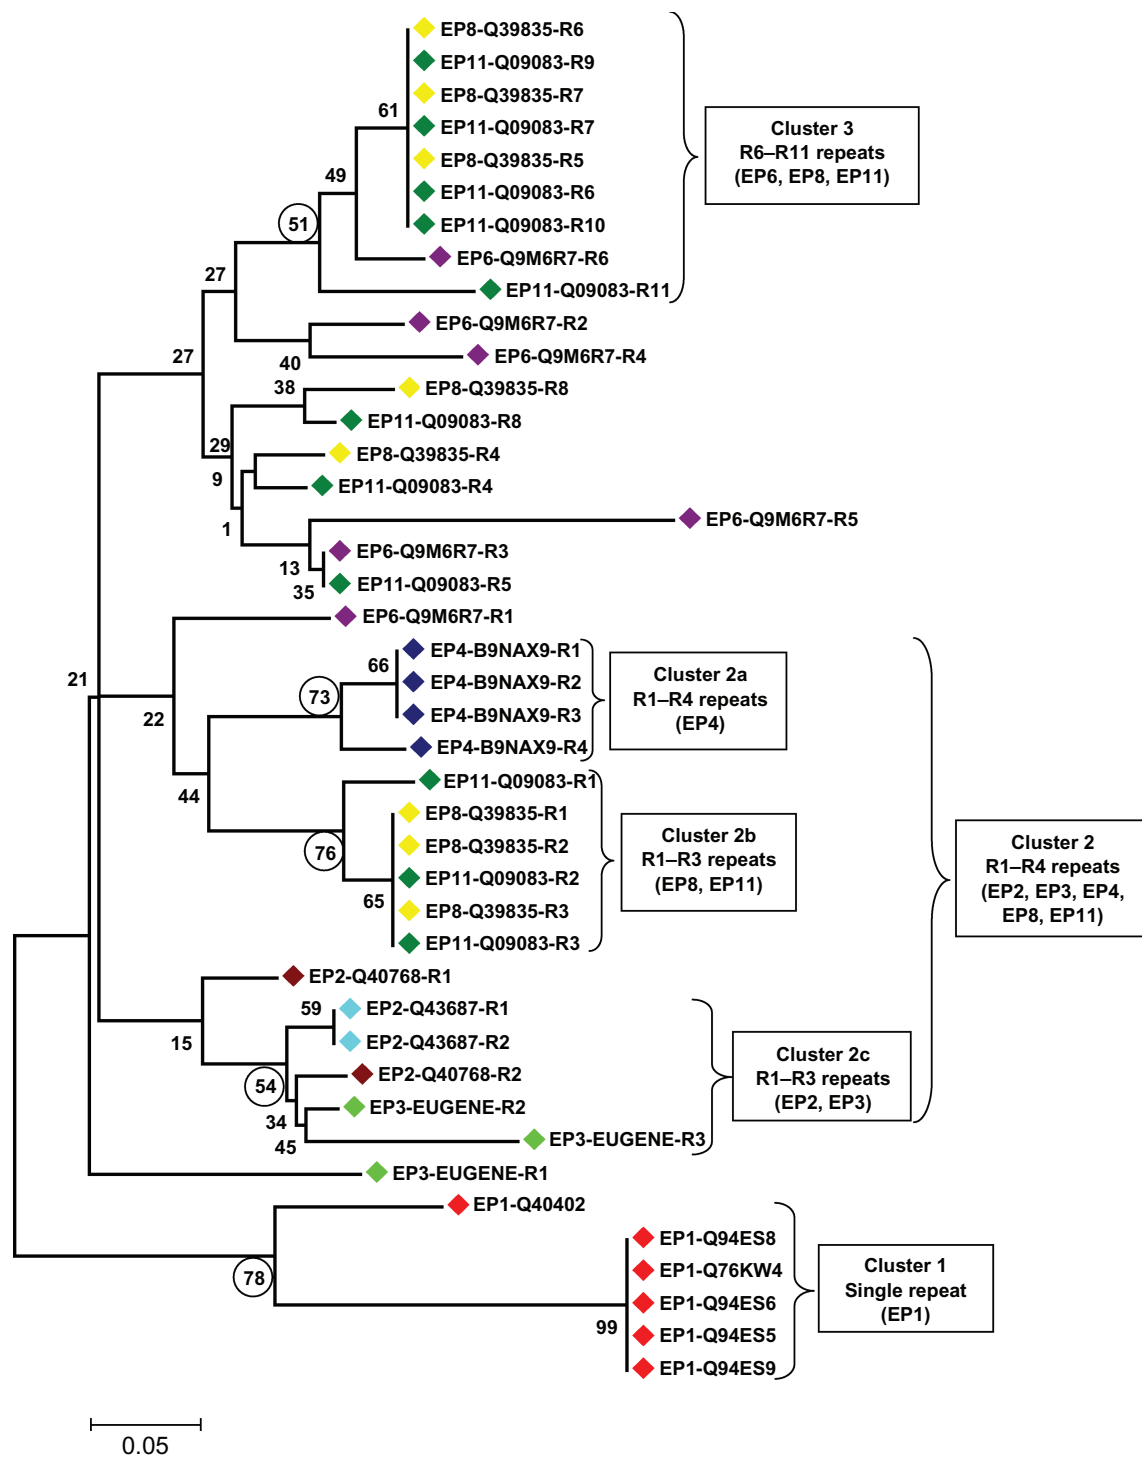 EP8-Q39835-R6
EP11-Q09083-R9
EP8-Q39835-R7
61
EP11-Q09083-R7
EP8-Q39835-R5
49
EP11-Q09083-R6
51
EP11-Q09083-R10
EP6-Q9M6R7-R6
27
EP11-Q09083-R11
Cluster 3
R6–R11 repeats
(EP6, EP8, EP11)
EP6-Q9M6R7-R2
27
EP6-Q9M6R7-R4
40
38
EP8-Q39835-R8
EP11-Q09083-R8
29
EP8-Q39835-R4
9
EP11-Q09083-R4
1
EP6-Q9M6R7-R5
EP6-Q9M6R7-R3
13
EP11-Q09083-R5
35
EP6-Q9M6R7-R1
21
22
EP4-B9NAX9-R1
66
EP4-B9NAX9-R2
73
EP4-B9NAX9-R3
EP4-B9NAX9-R4
Cluster 2a
R1–R4 repeats
(EP4)
44
EP11-Q09083-R1
EP8-Q39835-R1
76
EP8-Q39835-R2
EP11-Q09083-R2
65
EP8-Q39835-R3
EP11-Q09083-R3
Cluster 2b
R1–R3 repeats
(EP8, EP11)
Cluster 2
R1–R4 repeats
(EP2, EP3, EP4,
EP8, EP11)
EP2-Q40768-R1
15
59
EP2-Q43687-R1
EP2-Q43687-R2
54
EP2-Q40768-R2
34
EP3-EUGENE-R2
45
EP3-EUGENE-R3
Cluster 2c
R1–R3 repeats
(EP2, EP3)
EP3-EUGENE-R1
EP1-Q40402
78
EP1-Q94ES8
EP1-Q76KW4
EP1-Q94ES6
99
EP1-Q94ES5
EP1-Q94ES9
Cluster 1
Single repeat
(EP1)
0.05